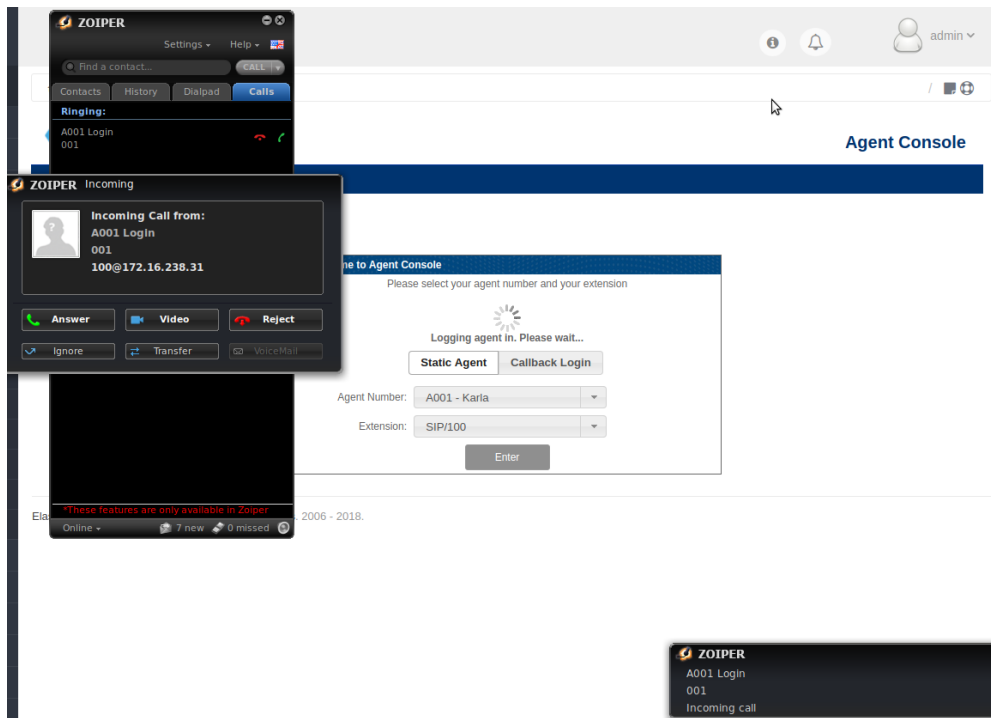 ZOIPER
Settings
Help
Find a contact...
CALL
Contacts
History
Dialpad
Calls
Ringing:
A001 Login
001
admin
/
Agent Console
ZOIPER Incoming
Incoming Call from:
A001 Login
001
100@172.16.238.31
Answer
Video
Reject
Ignore
Transfer
VoiceMail
me to Agent Console
Please select your agent number and your extension
Logging agent in. Please wait...
Static Agent
Callback Login
Agent Number:
A001 - Karla
Extension:
SIP/100
Enter
*These features are only available in Zoiper
Online
7 new
0 missed
Ela
. 2006 - 2018.
ZOIPER
A001 Login
001
Incoming call